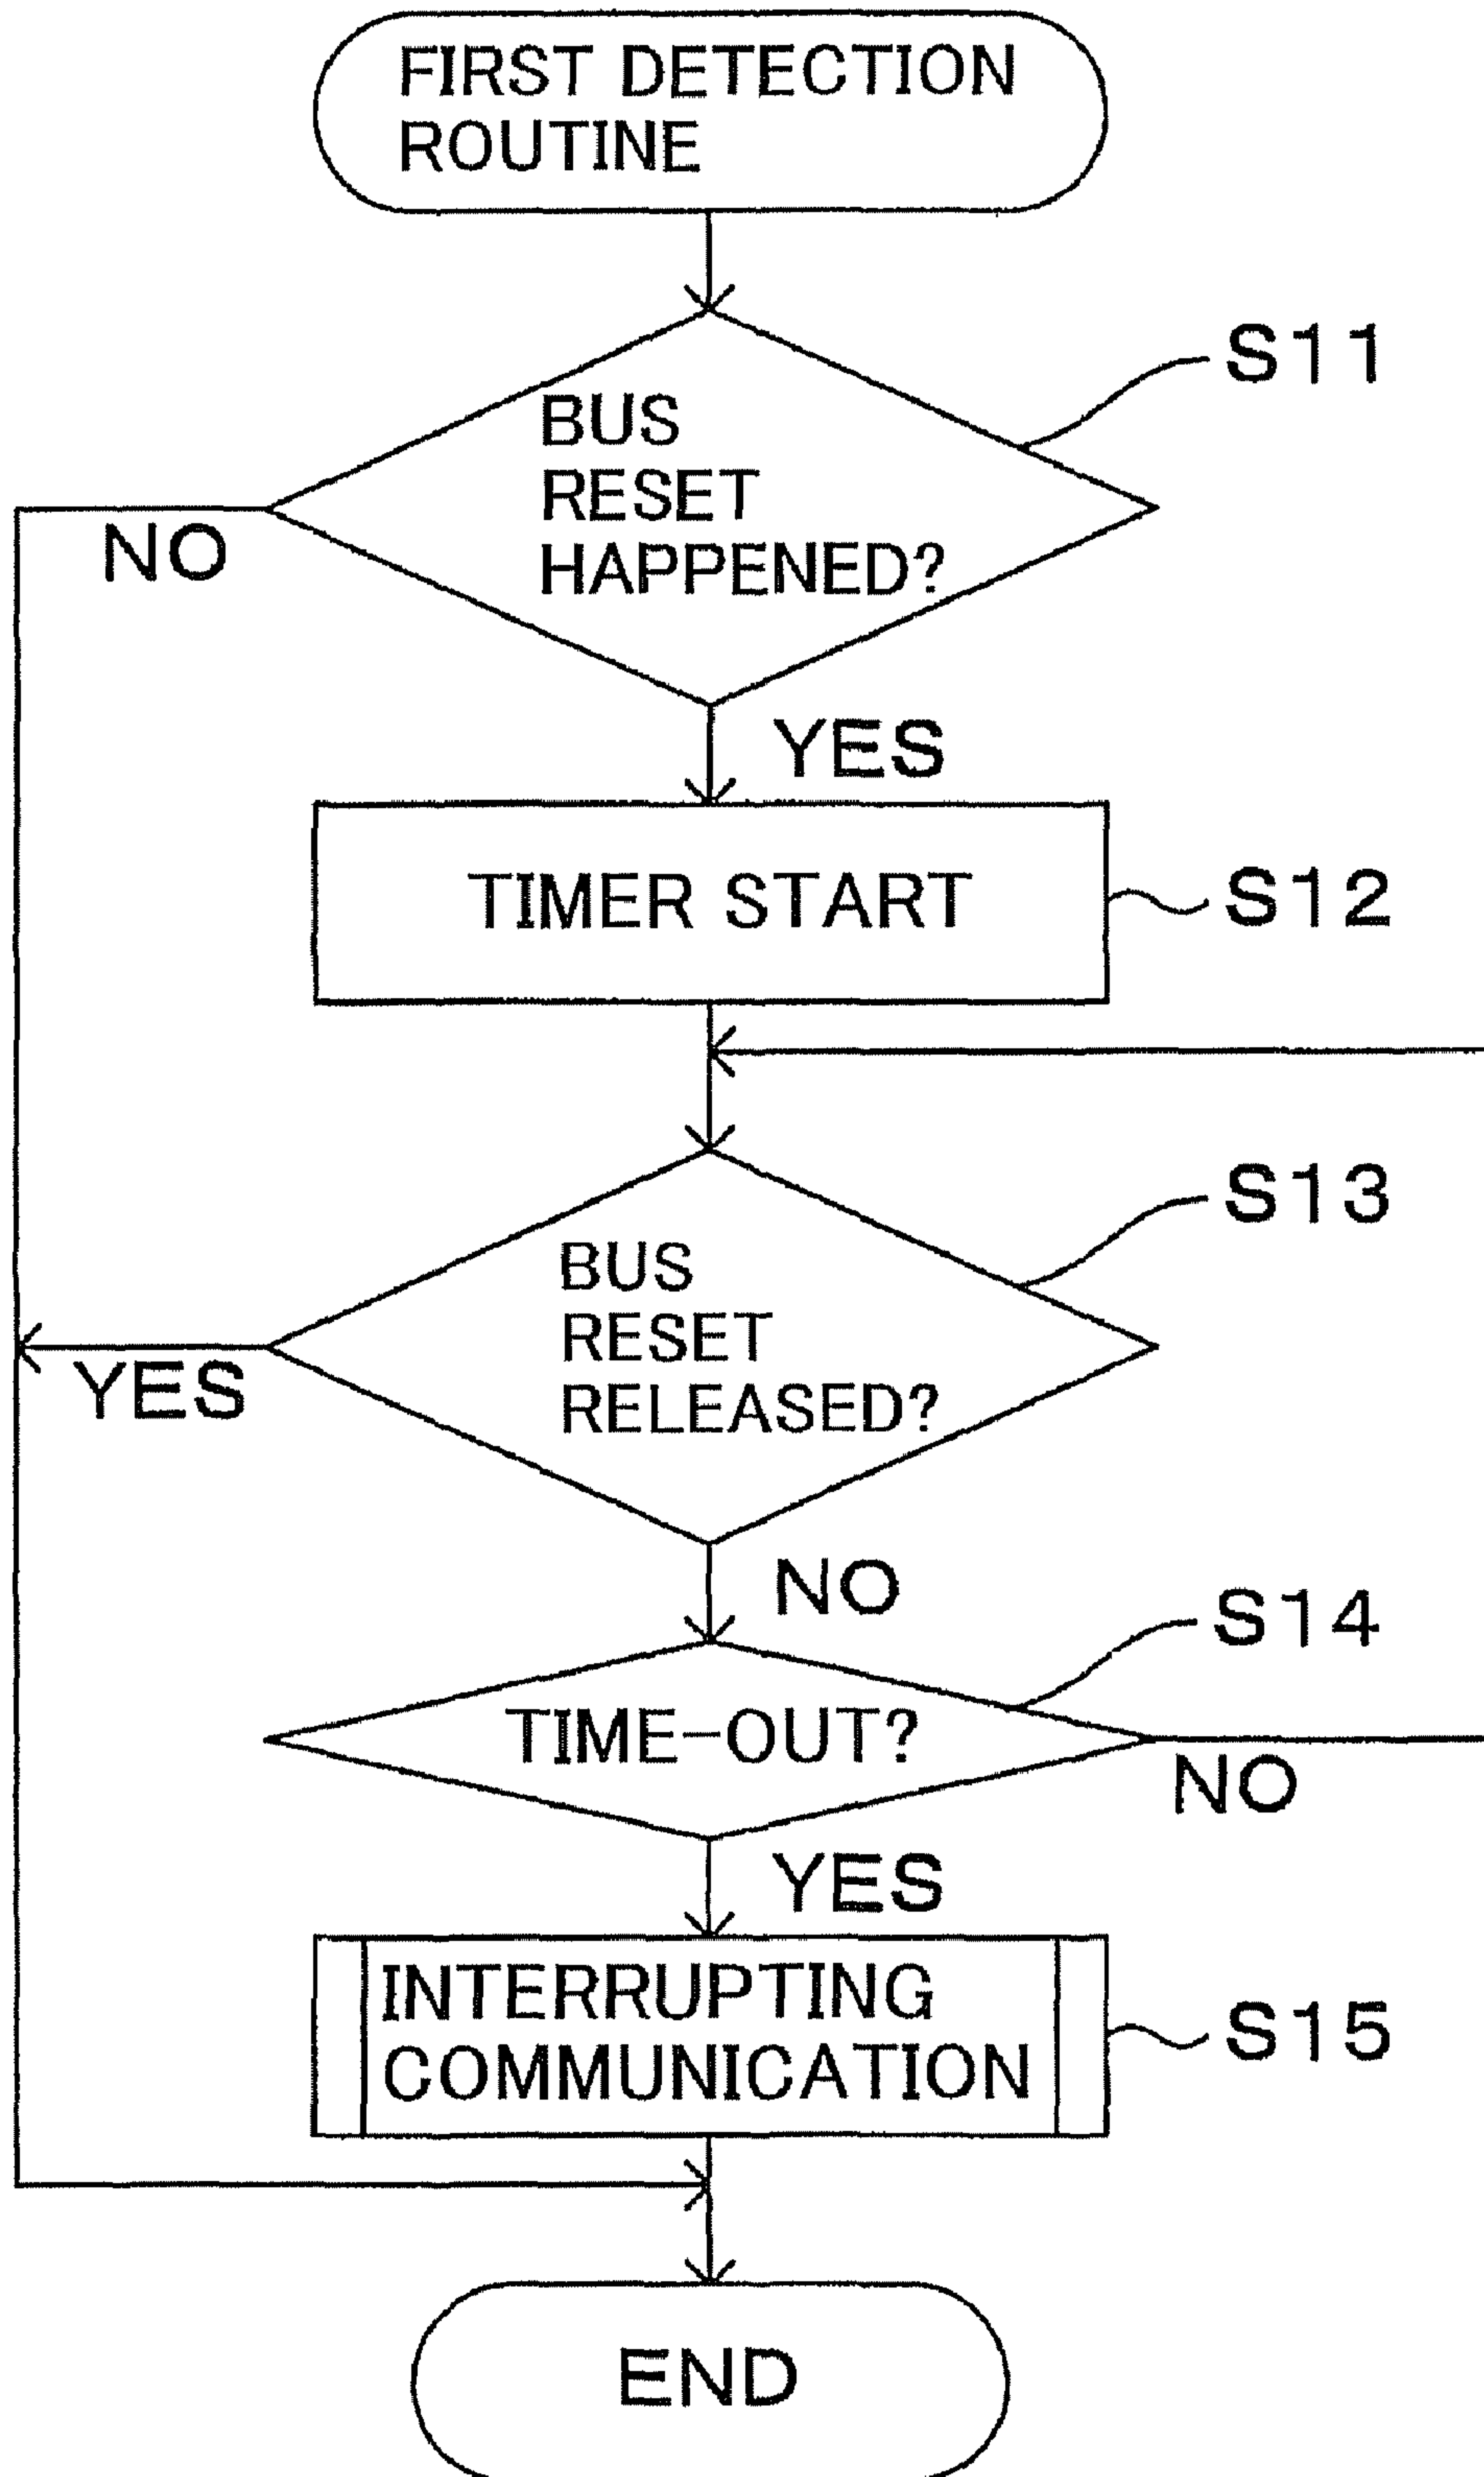 FIRST DETECTION
ROUTINE
S11
BUS
RESET
HAPPENED?
NO
YES
TIMER START
S12
S13
BUS
RESET
RELEASED?
YES
NO
S14
TIME-OUT?
NO
YES
INTERRUPTING
COMMUNICATION
S15
END